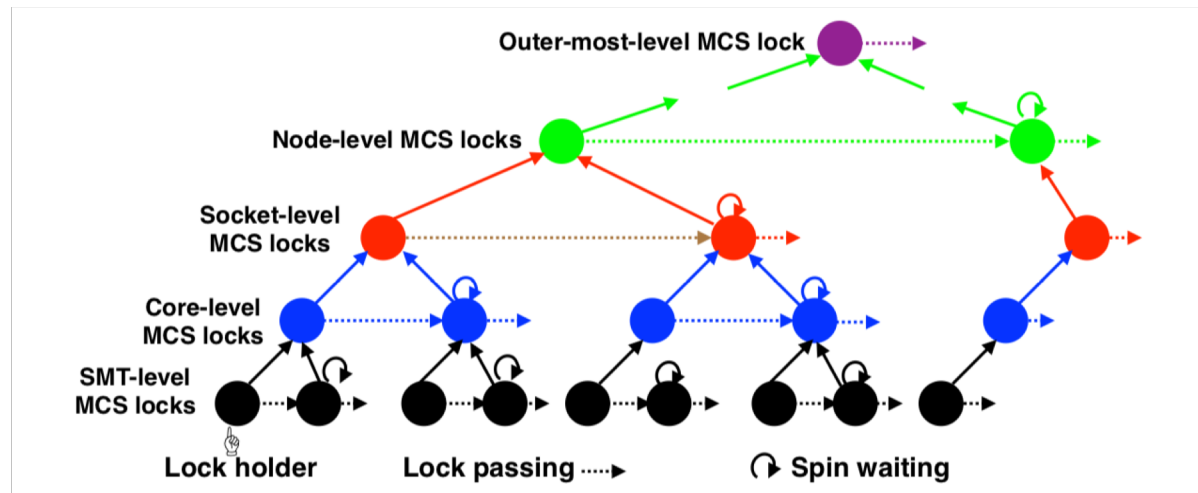 Outer-most-level MCS lock
Node-level MCS locks
Socket-level
MCS locks
Core-level
MCS locks
SMT-level
MCS locks
Lock holder
Lock passing
Spin waiting